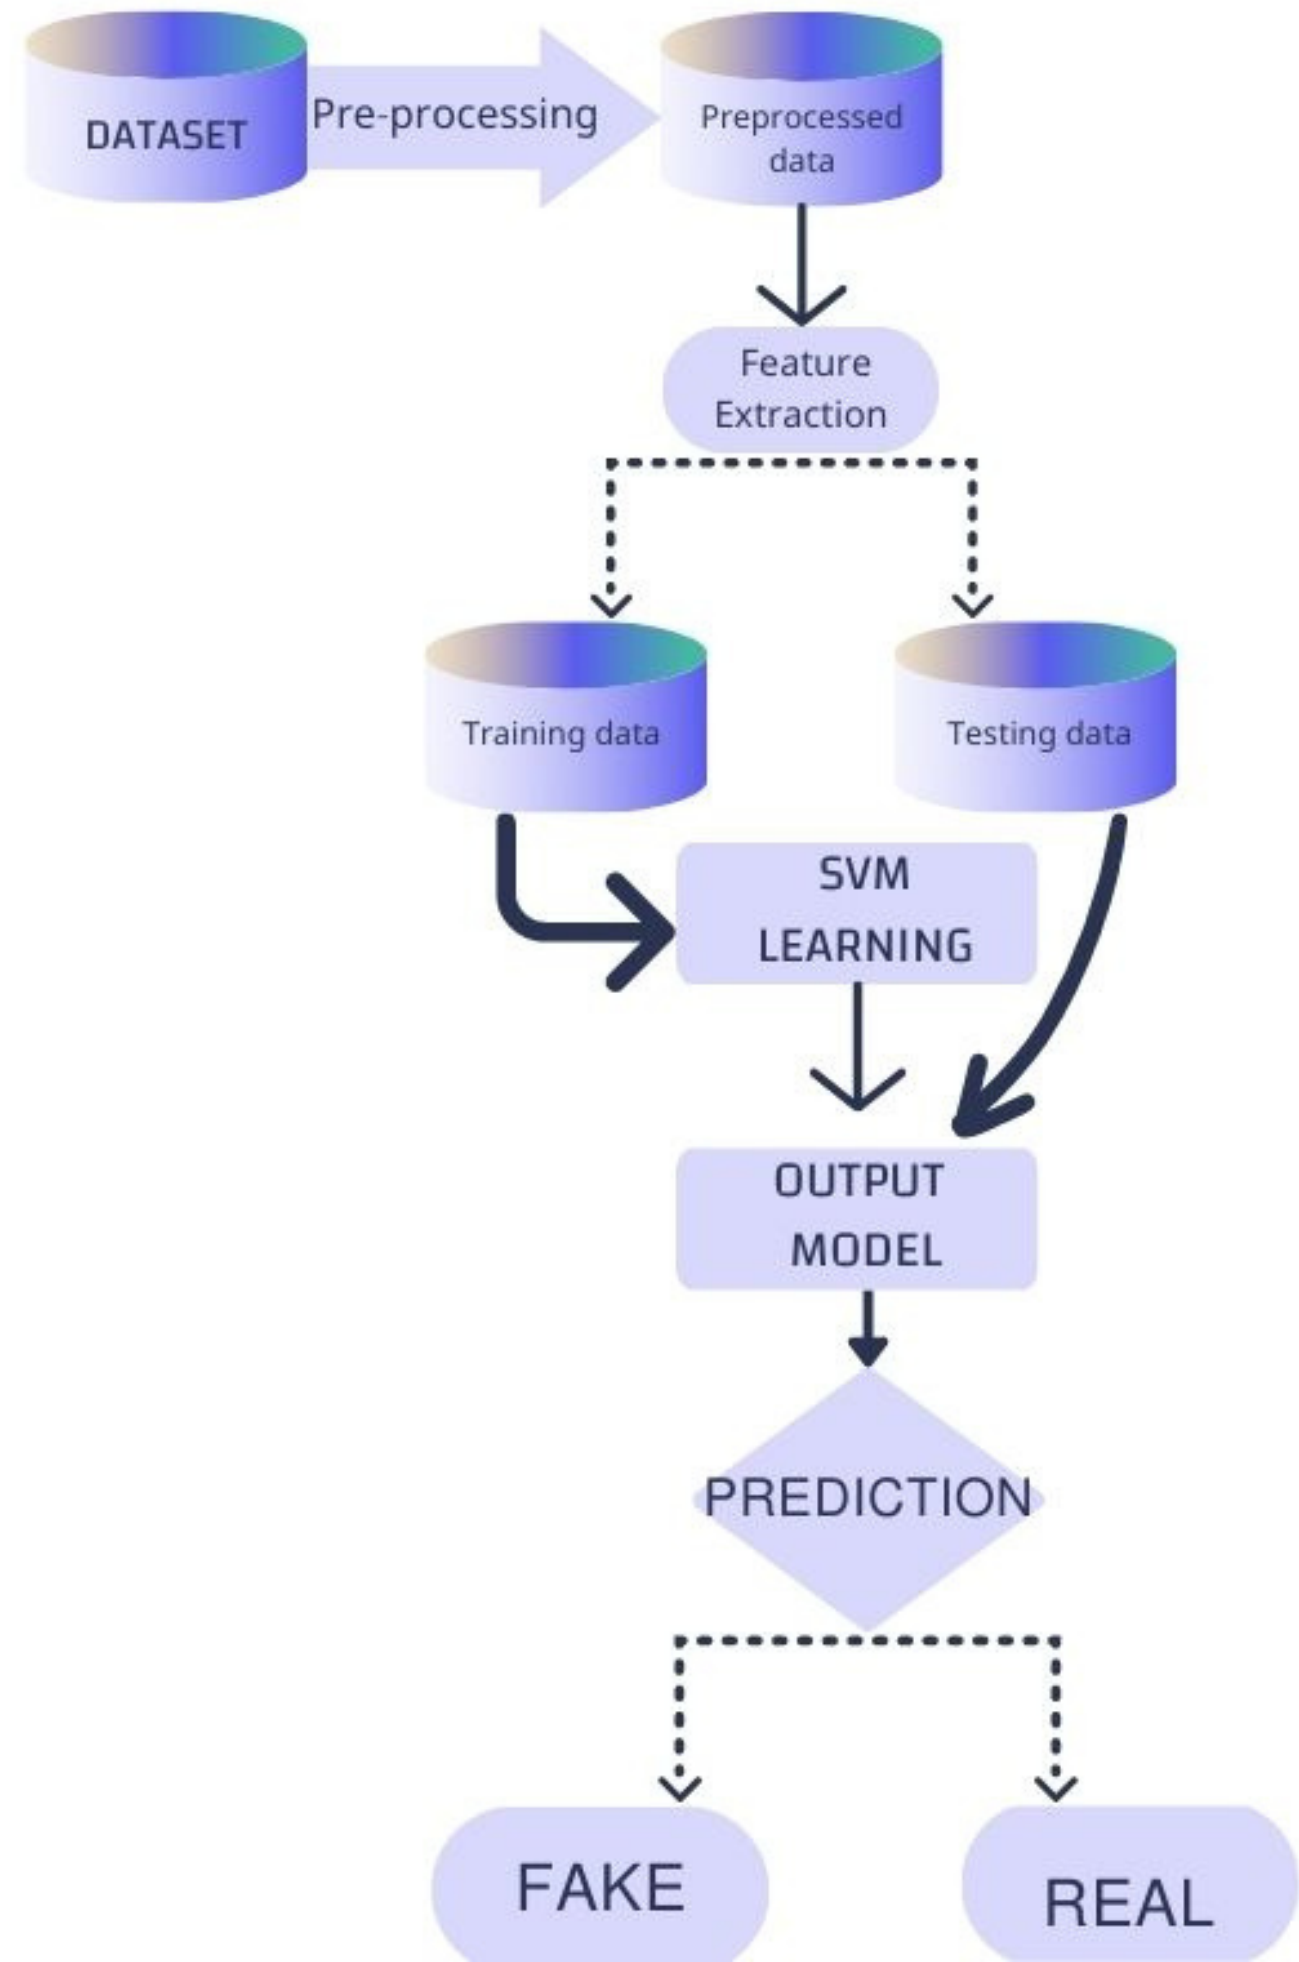 DATASET
Pre-processing
Preprocessed
data
Feature
Extraction
Training data
Testing data
SVM
LEARNING
OUTPUT
MODEL
PREDICTION
FAKE
REAL